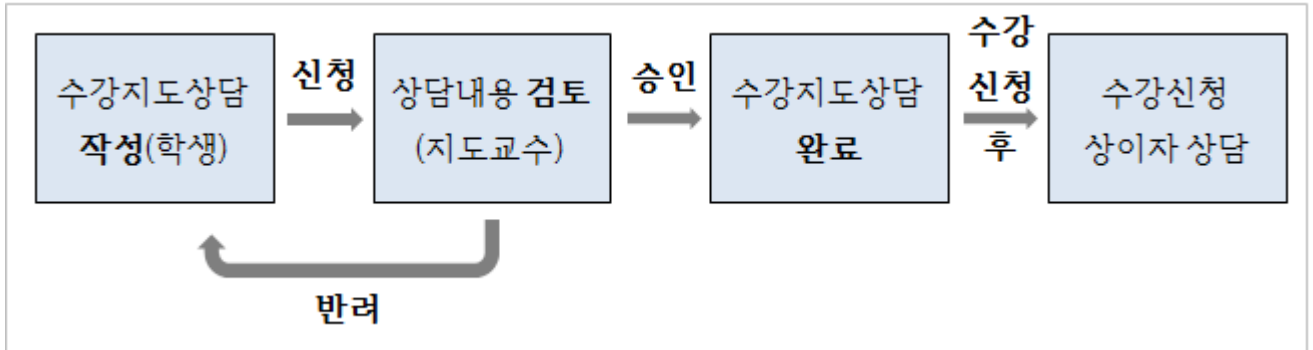 수강지도상담
작성(학생)
신청
상담내용 검토
(지도교수)
승인
수강지도상담
완료
수강
신청
후
수강신청
상이자 상담
반려